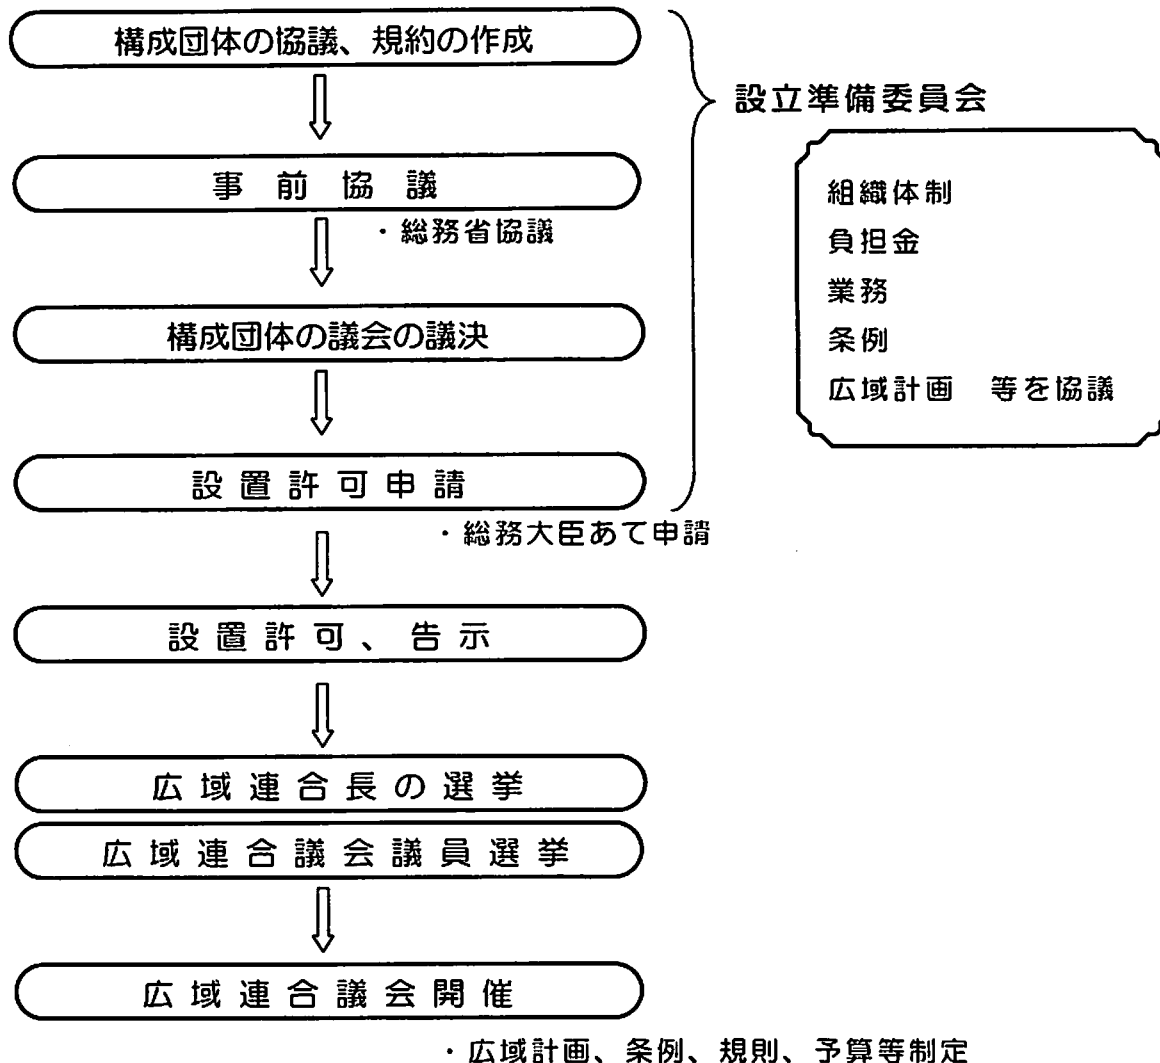 構成団体の協議、規約の作成
設立準備委員会
組織体制
負担金
業務
条例
広域計画　等を協議
事前協議
・総務省協議
構成団体の議会の議決
設置許可申請
・総務大臣あて申請
設置許可、告示
広域連合長の選挙
広域連合議会議員選挙
広域連合議会開催
・広域計画、条例、規則、予算等制定